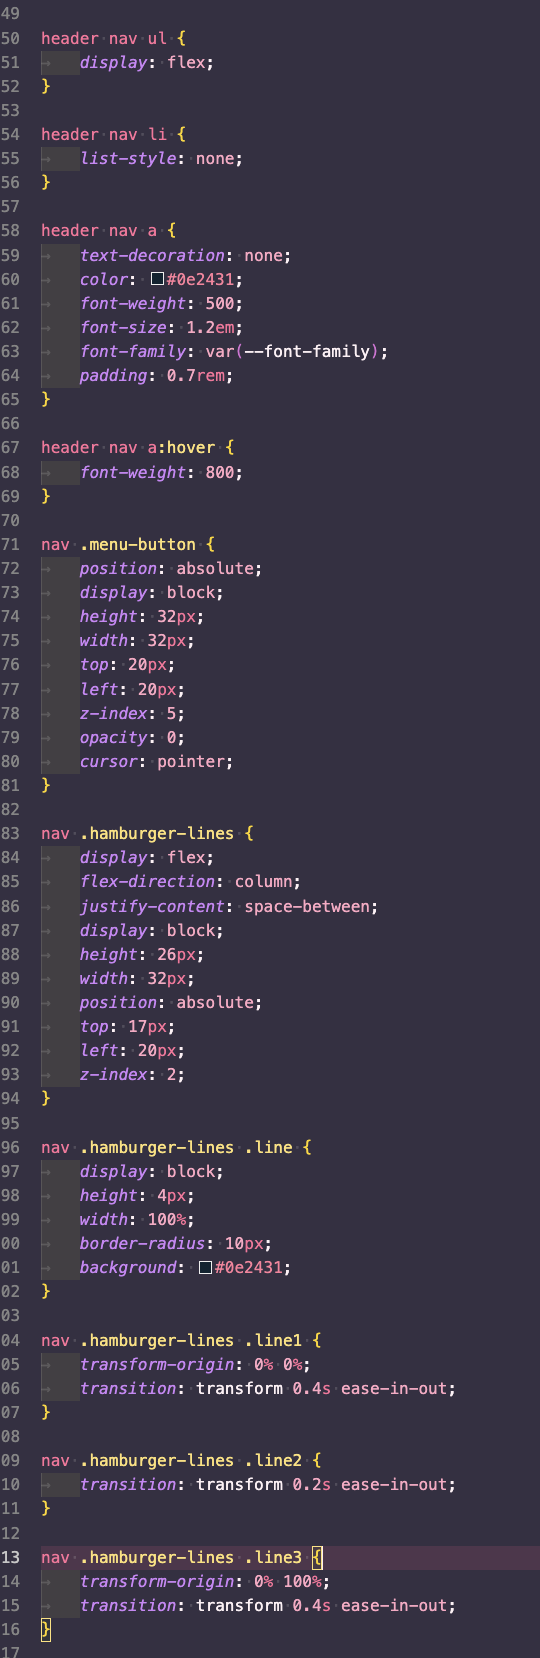 49
50 header nav ul {
51 display: flex;
52 }
53
54 header nav li {
55 list-style: none;
56 }
57
58 header nav a {
59 text-decoration: none;
60 color: #0e2431;
61 font-weight: 500;
62 font-size: 1.2em;
63 font-family: var(--font-family);
64 padding: 0.7rem;
65 }
66
67 header nav a:hover {
68 font-weight: 800;
69 }
70
71 nav .menu-button {
72 position: absolute;
73 display: block;
74 height: 32px;
75 width: 32px;
76 top: 20px;
77 left: 20px;
78 z-index: 5;
79 opacity: 0;
80 cursor: pointer;
81 }
82
83 nav .hamburger-lines {
84 display: flex;
85 flex-direction: column;
86 justify-content: space-between;
87 display: block;
88 height: 26px;
89 width: 32px;
90 position: absolute;
91 top: 17px;
92 left: 20px;
93 z-index: 2;
94 }
95
96 nav .hamburger-lines .line {
97 display: block;
98 height: 4px;
99 width: 100%;
00 border-radius: 10px;
01 background: #0e2431;
02 }
03
04 nav .hamburger-lines .line1 {
05 transform-origin: 0% 0%;
06 transition: transform 0.4s ease-in-out;
07 }
08
09 nav .hamburger-lines .line2 {
10 transition: transform 0.2s ease-in-out;
11 }
12
13 nav .hamburger-lines .line3 {
14 transform-origin: 0% 100%;
15 transition: transform 0.4s ease-in-out;
16 }
17